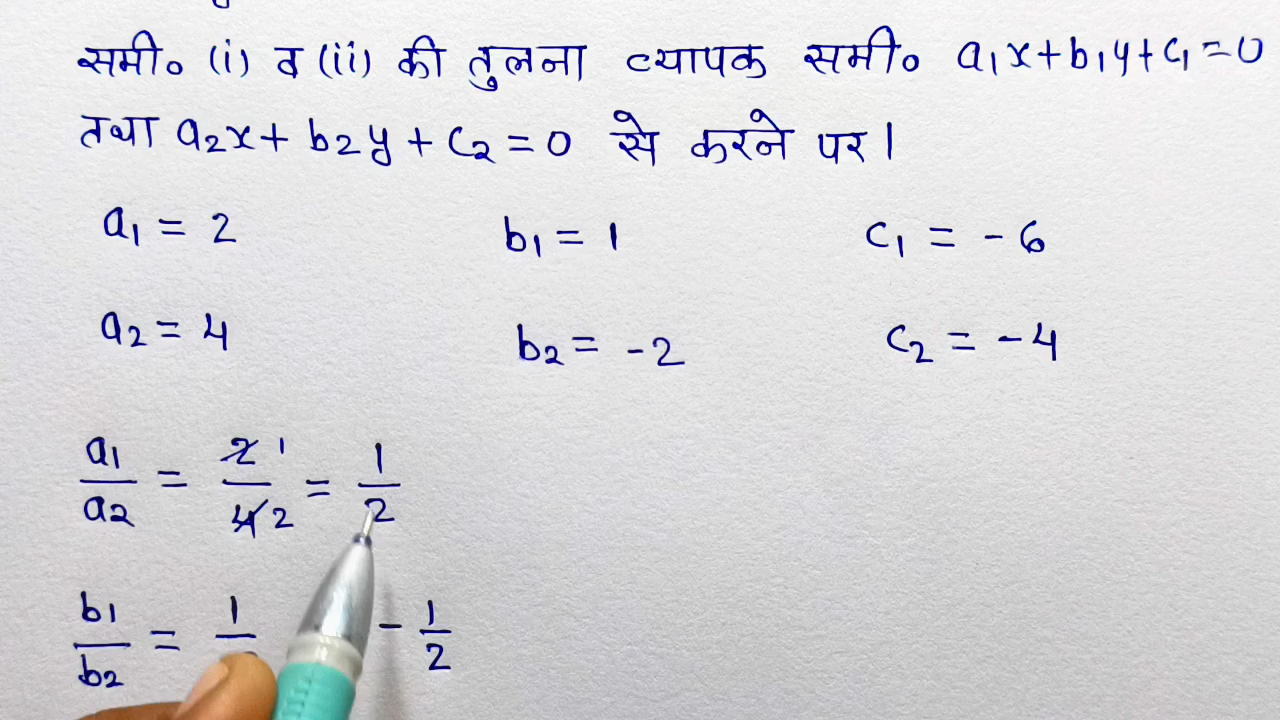 समी० (i) व (ii) की तुलना व्यापक समी० a₁x+b₁y+c₁=0
तथा a₂x+ b₂y + c₂ = 0 से करने पर।
a₁ = 2 b₁ = 1 c₁ = -6
a₂ = 4 b₂ = -2 c₂ = -4
a₁/a₂ = 2 1/4 2 = 1/2
b₁/b₂ = 1/ - 1/2